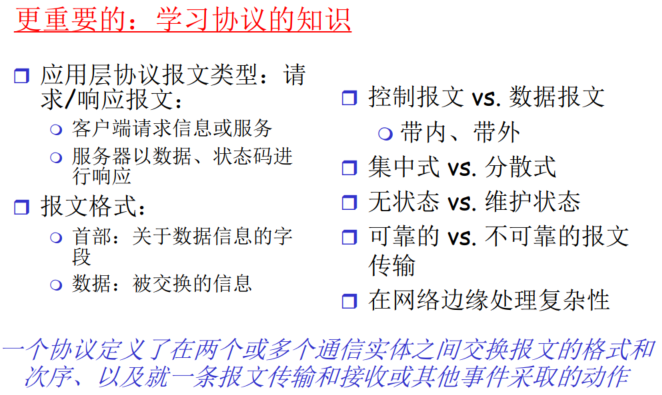 更重要的：学习协议的知识
应用层协议报文类型：请
求/响应报文：
客户端请求信息或服务
服务器以数据、状态码进
行响应
报文格式：
首部：关于数据信息的字
段
数据：被交换的信息
控制报文 vs. 数据报文
带内、带外
集中式 vs. 分散式
无状态 vs. 维护状态
可靠的 vs. 不可靠的报文
传输
在网络边缘处理复杂性
一个协议定义了在两个或多个通信实体之间交换报文的格式和
次序、以及就一条报文传输和接收或其他事件采取的动作